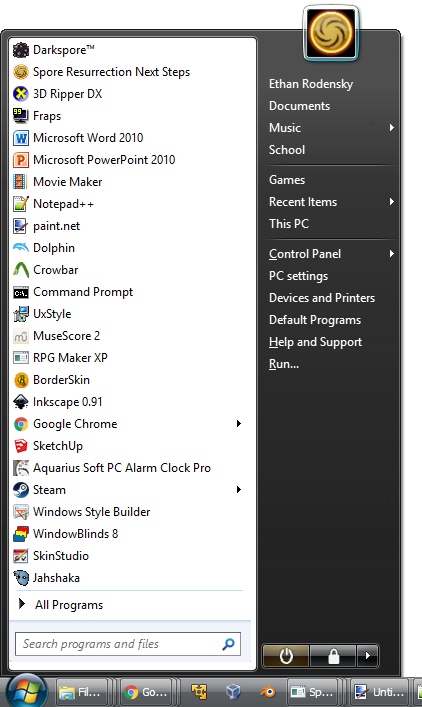 Darkspore™
Spore Resurrection Next Steps
3D Ripper DX
Fraps
Microsoft Word 2010
Microsoft PowerPoint 2010
Movie Maker
Notepad++
paint.net
Dolphin
Crowbar
Command Prompt
UxStyle
MuseScore 2
RPG Maker XP
BorderSkin
Inkscape 0.91
Google Chrome
SketchUp
Aquarius Soft PC Alarm Clock Pro
Steam
Windows Style Builder
WindowBlinds 8
SkinStudio
Jahshaka
All Programs
Search programs and files
Ethan Rodensky
Documents
Music
School
Games
Recent Items
This PC
Control Panel
PC settings
Devices and Printers
Default Programs
Help and Support
Run...
Fil...
Go...
Sp...
Unti...